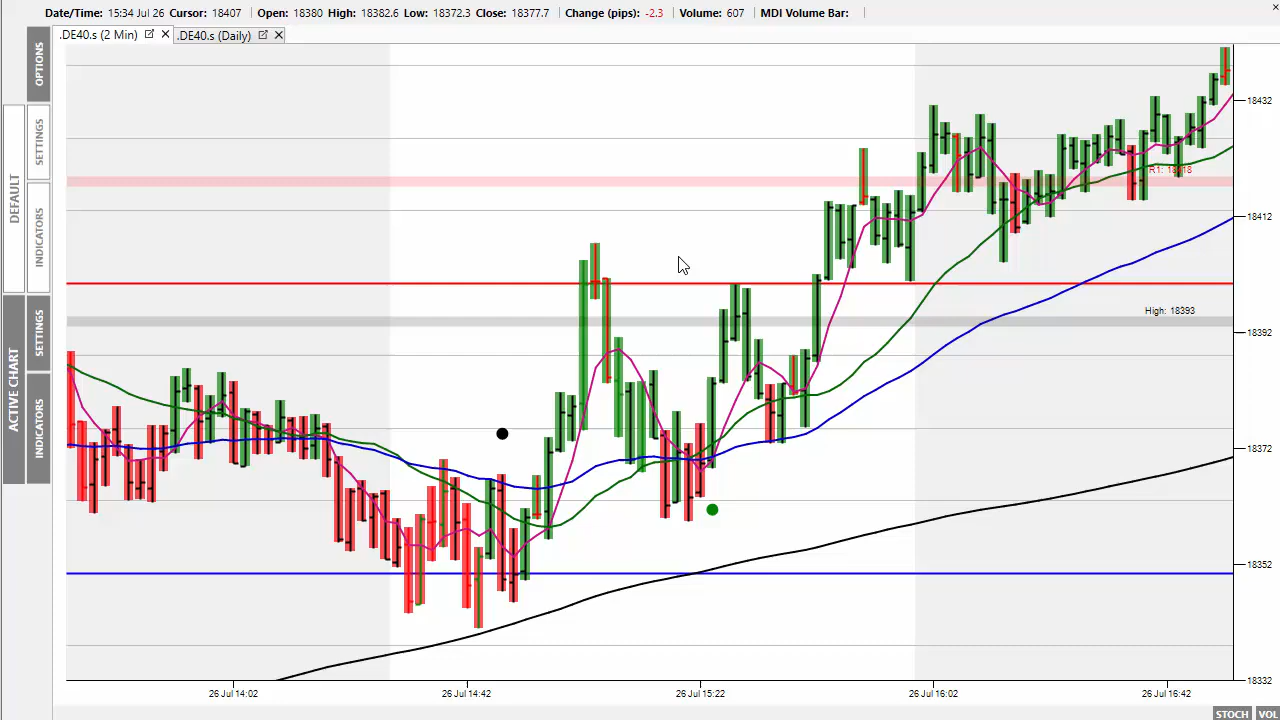 Date/Time: 15:34 Jul 26 Cursor: 18407 Open: 18380 High: 18382.6 Low: 18372.3 Close: 18377.7 Change (pips): -2.3 Volume: 607 MDI Volume Bar:
.DE40.s (2 Min) .DE40.s (Daily)
OPTIONS
DEFAULT
SETTINGS
INDICATORS
ACTIVE CHART
SETTINGS
INDICATORS
18432
R1: 18418
18412
High: 18393
18392
18372
18352
18332
26 Jul 14:02 26 Jul 14:42 26 Jul 15:22 26 Jul 16:02 26 Jul 16:42
STOCH VOL